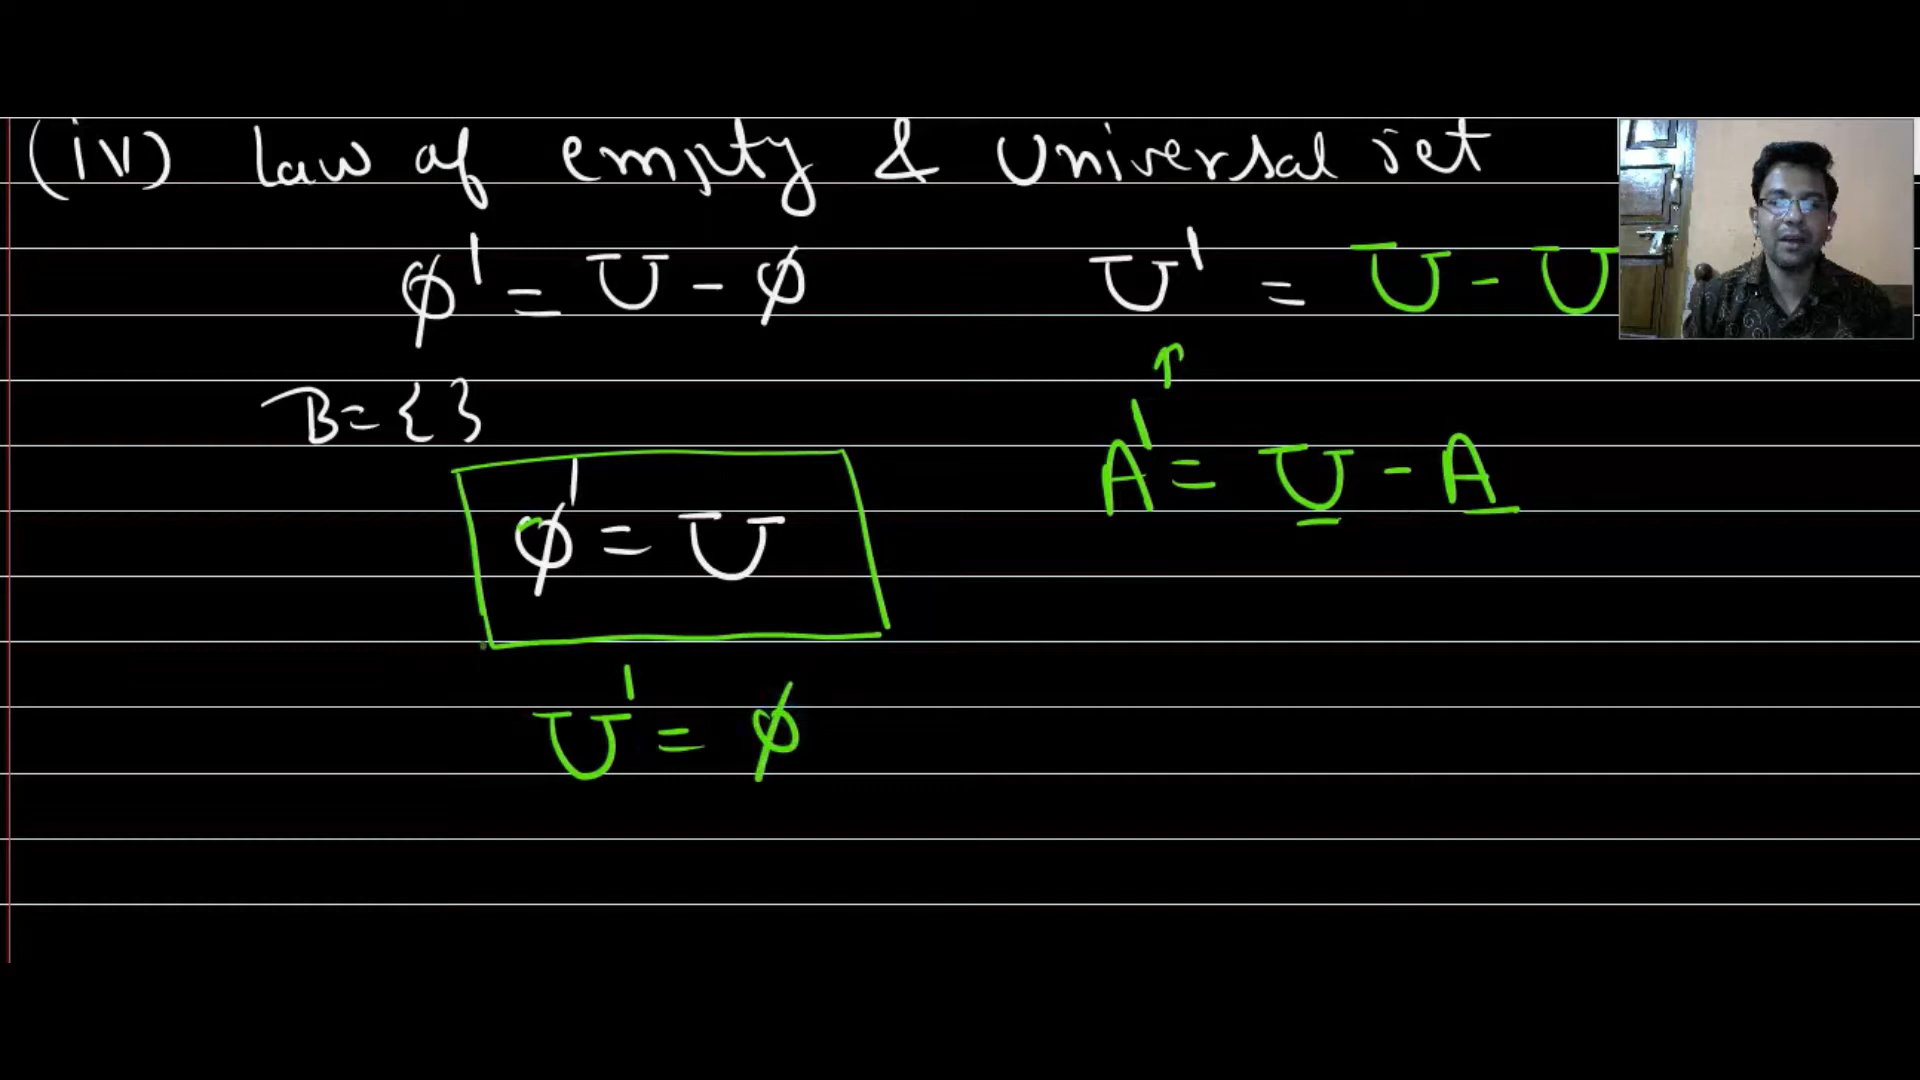 (iv) Law of empty & Universal set
φ' = U - φ
U' = U - U
B = { }
A' = U - A
φ' = U
U' = φ